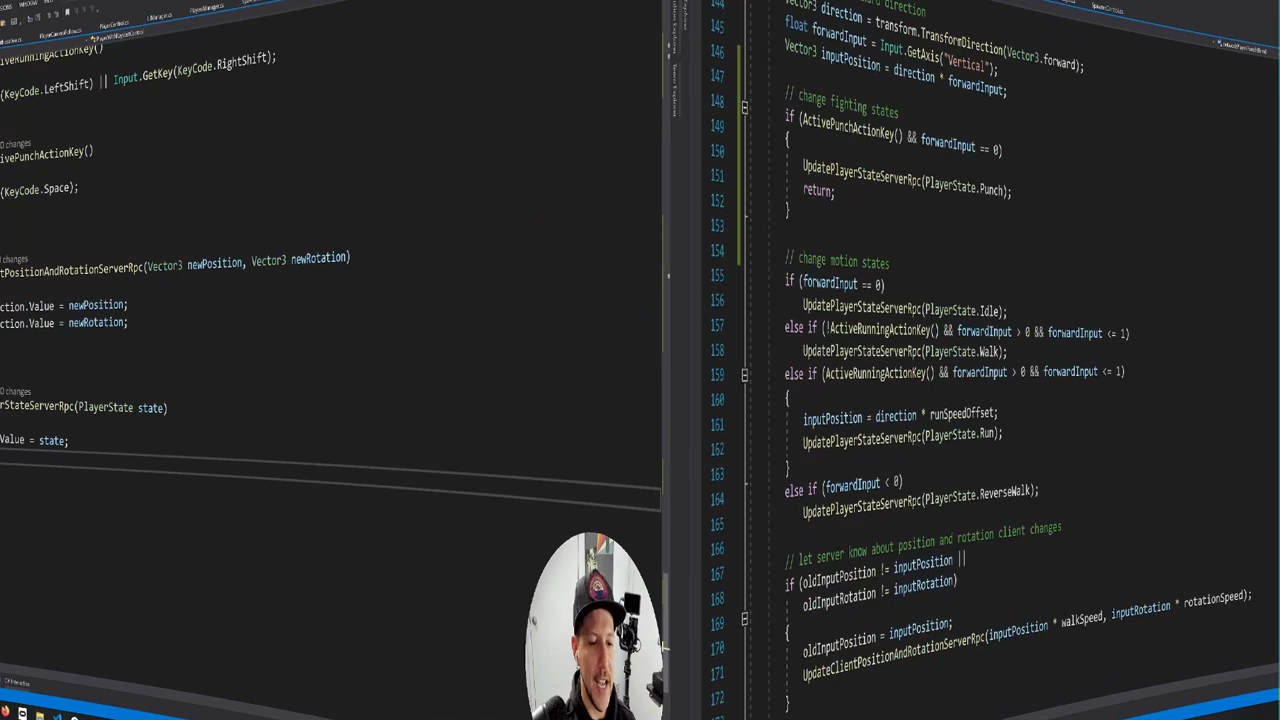 iveRunningActionKey()
(KeyCode.LeftShift) || Input.GetKey(KeyCode.RightShift);
0 changes
ivePunchActionKey()
(KeyCode.Space);
changes
tPositionAndRotationServerRpc(Vector3 newPosition, Vector3 newRotation)
ction.Value = newPosition;
ction.Value = newRotation;
0 changes
rStateServerRpc(PlayerState state)
Value = state;
144
145 Vector3 direction = transform.TransformDirection(Vector3.forward);
146 float forwardInput = Input.GetAxis("Vertical");
147 Vector3 inputPosition = direction * forwardInput;
148
149 // change fighting states
150 if (ActivePunchActionKey() && forwardInput == 0)
151 {
152 UpdatePlayerStateServerRpc(PlayerState.Punch);
153 return;
154 }
155
156 // change motion states
157 if (forwardInput == 0)
158 UpdatePlayerStateServerRpc(PlayerState.Idle);
159 else if (!ActiveRunningActionKey() && forwardInput > 0 && forwardInput <= 1)
160 UpdatePlayerStateServerRpc(PlayerState.Walk);
161 else if (ActiveRunningActionKey() && forwardInput > 0 && forwardInput <= 1)
162 {
163 inputPosition = direction * runSpeedOffset;
164 UpdatePlayerStateServerRpc(PlayerState.Run);
165 }
166 else if (forwardInput < 0)
167 UpdatePlayerStateServerRpc(PlayerState.ReverseWalk);
168
169 // let server know about position and rotation client changes
170 if (oldInputPosition != inputPosition ||
171 oldInputRotation != inputRotation)
172 {
oldInputPosition = inputPosition;
UpdateClientPositionAndRotationServerRpc(inputPosition * walkSpeed, inputRotation * rotationSpeed);
}